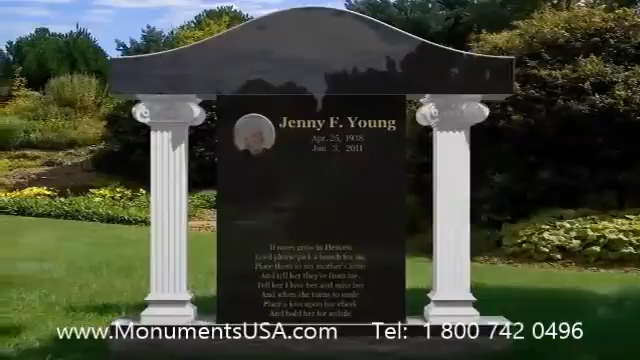 Jenny F. Young
Apr. 25, 1938
Jan. 3, 2011
If roses grow in Heaven
Lord please pick a bunch for me,
Place them in my mother's arms
And tell her they're from me.
Tell her I love her and miss her
And when she turns to smile
Place a kiss upon her cheek
And hold her for awhile
www.MonumentsUSA.com Tel: 1 800 742 0496